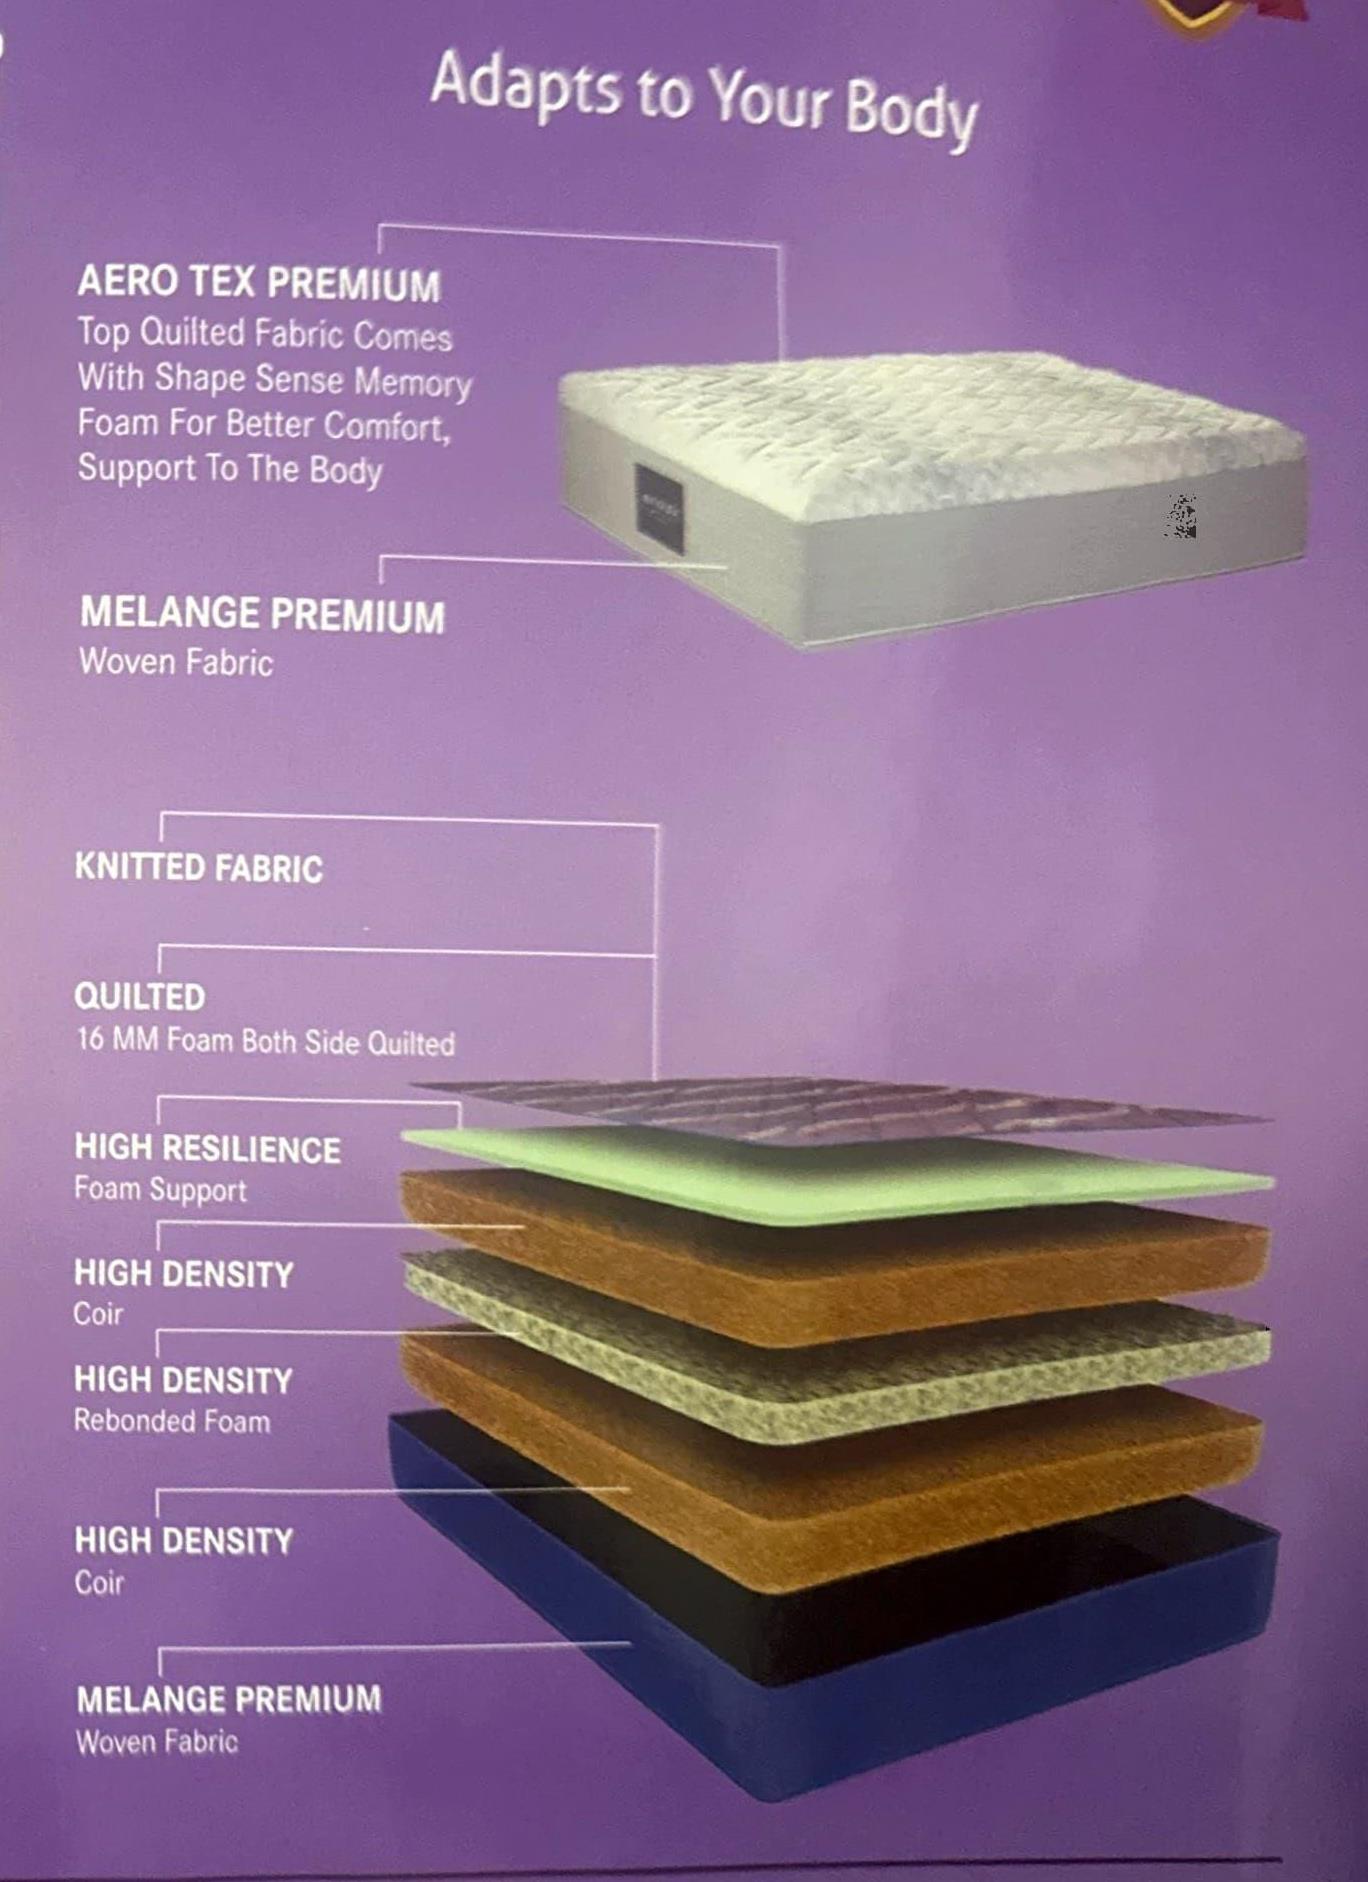 Adapts to Your Body
AERO TEX PREMIUM
Top Quilted Fabric Comes
With Shape Sense Memory
Foam For Better Comfort,
Support To The Body
MELANGE PREMIUM
Woven Fabric
KNITTED FABRIC
QUILTED
16 MM Foam Both Side Quilted
HIGH RESILIENCE
Foam Support
HIGH DENSITY
Coir
HIGH DENSITY
Rebonded Foam
HIGH DENSITY
Coir
MELANGE PREMIUM
Woven Fabric